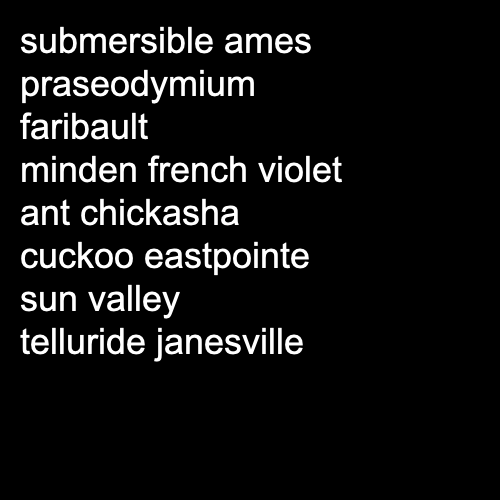 submersible ames
praseodymium
faribault
minden french violet
ant chickasha
cuckoo eastpointe
sun valley
telluride janesville